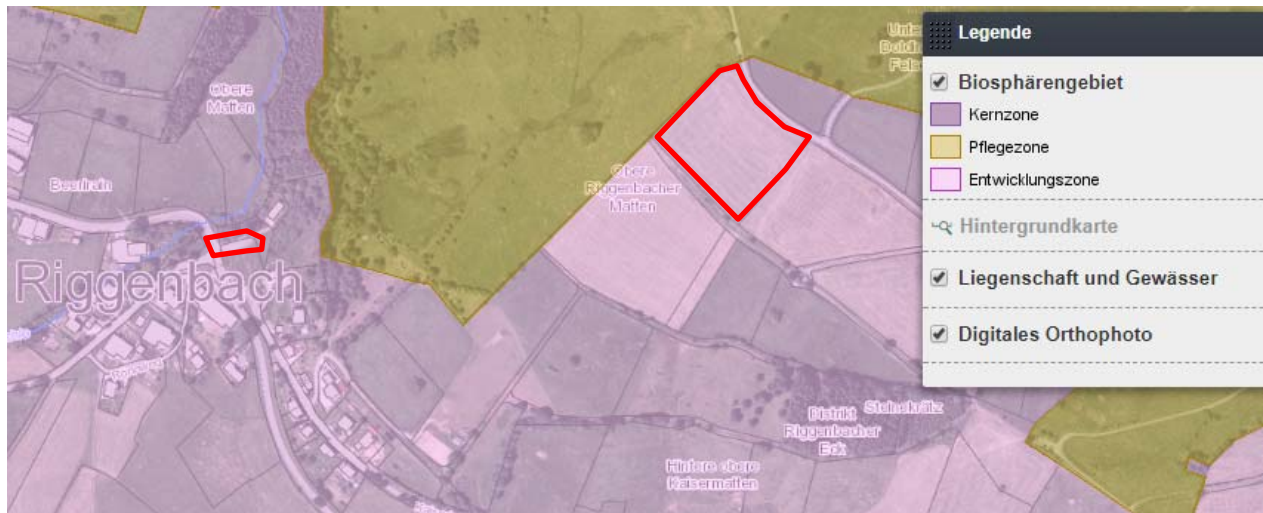 Legende
Biosphärengebiet
Kernzone
Pflegezone
Entwicklungszone
Hintergrundkarte
Liegenschaft und Gewässer
Digitales Orthophoto
Obere
Matten
Beerirain
Riggenbach
Obere
Riggenbacher
Matten
Distrikt
Riggenbacher
Eck
Steinekrätz
Hintere obere
Kaisermatten